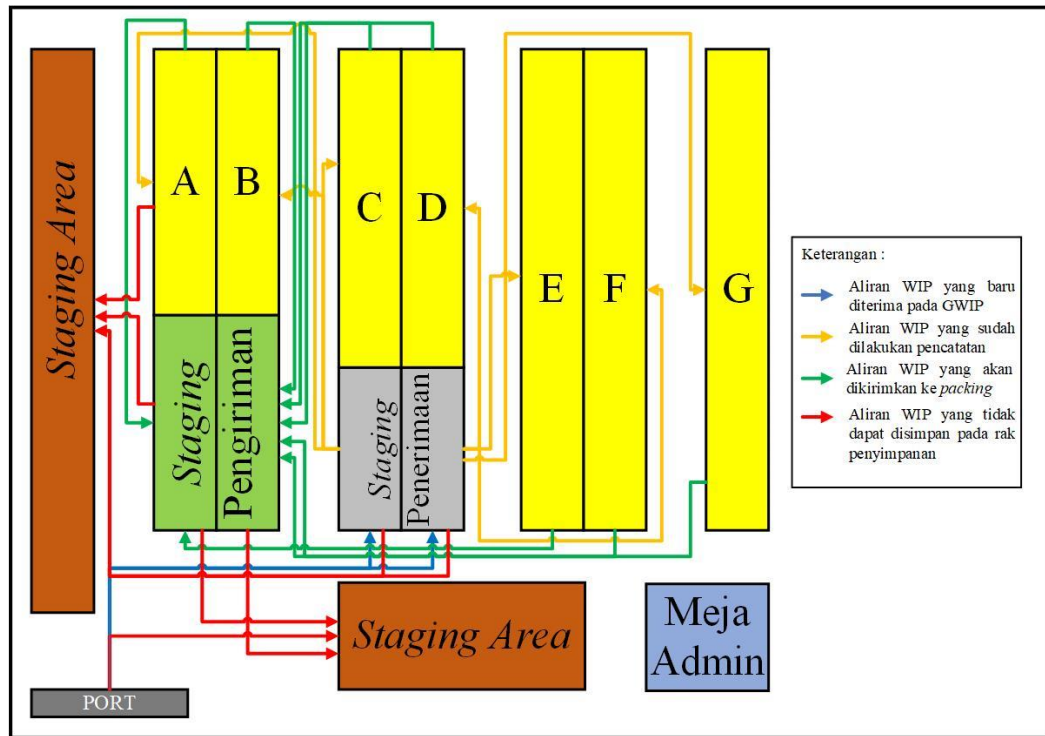 Staging Area
A
B
C
D
E
F
G
Staging
Pengiriman
Staging
Penerimaan
Staging Area
Meja
Admin
PORT
Keterangan :
Aliran WIP yang baru
diterima pada GWIP
Aliran WIP yang sudah
dilakukan pencatatan
Aliran WIP yang akan
dikirimkan ke packing
Aliran WIP yang tidak
dapat disimpan pada rak
penyimpanan